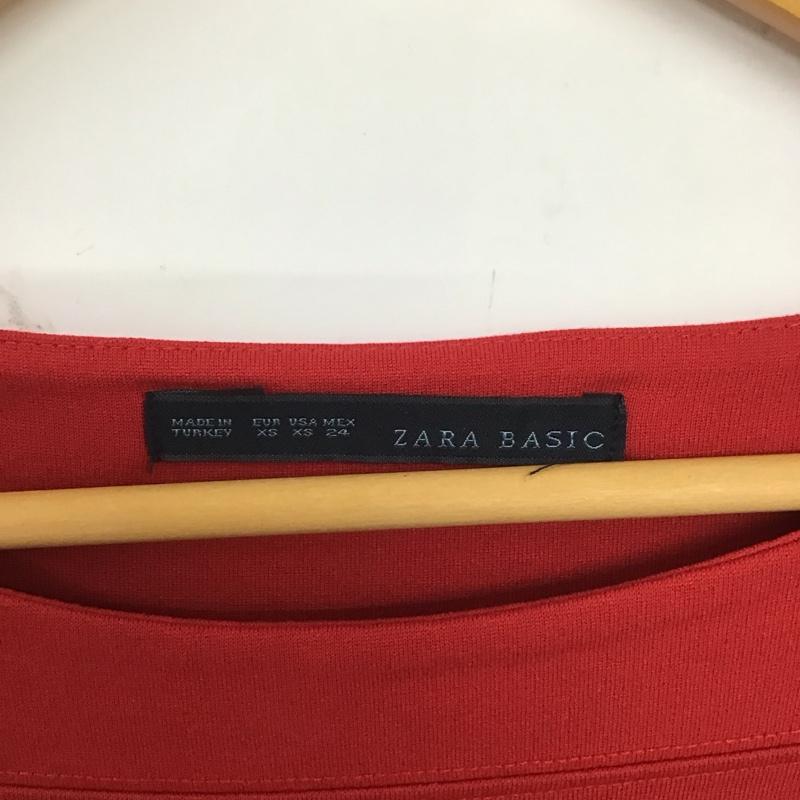 MADE IN
TURKEY
EUR USA MEX
XS XS 24
ZARA BASIC